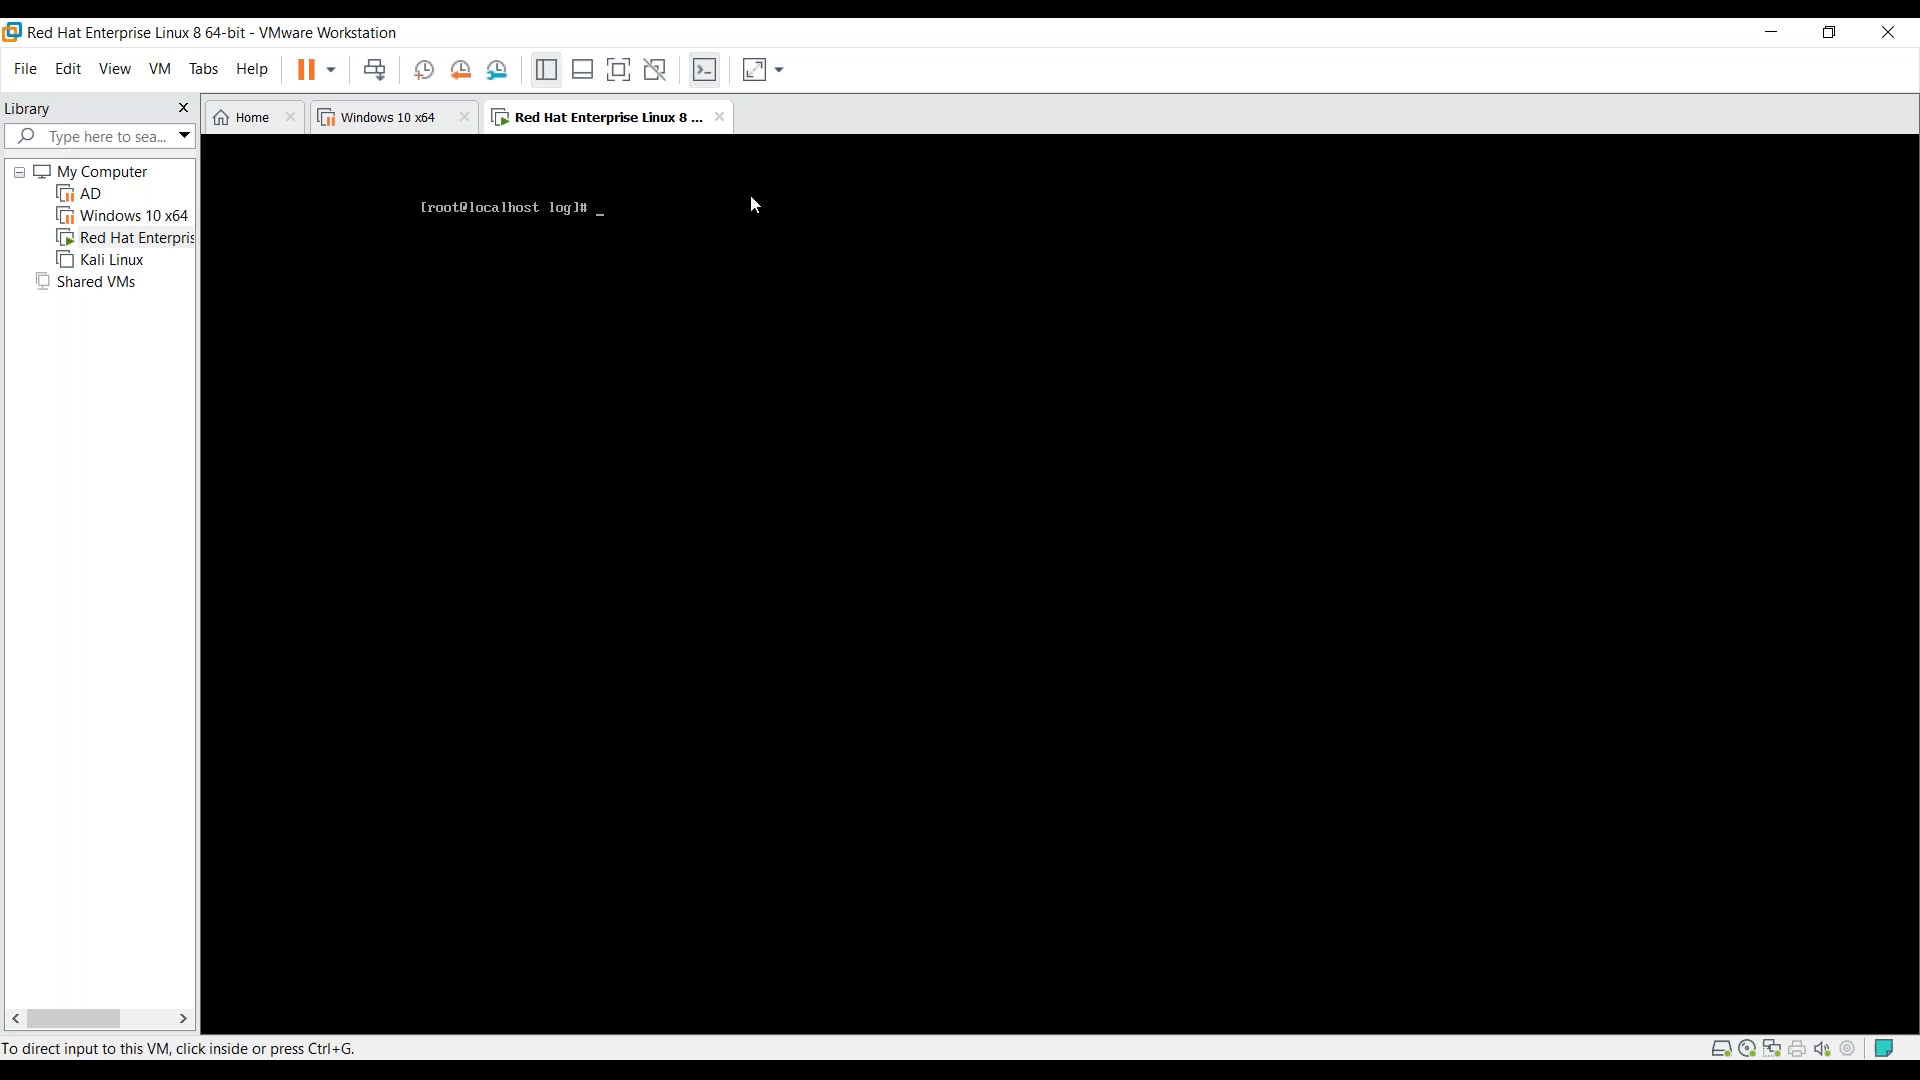 Red Hat Enterprise Linux 8 64-bit - VMware Workstation
File Edit View VM Tabs Help
Library
Type here to sea...
Home
Windows 10 x64
Red Hat Enterprise Linux 8 ...
My Computer
AD
Windows 10 x64
Red Hat Enterpris
Kali Linux
Shared VMs
[root@localhost log]# _
To direct input to this VM, click inside or press Ctrl+G.